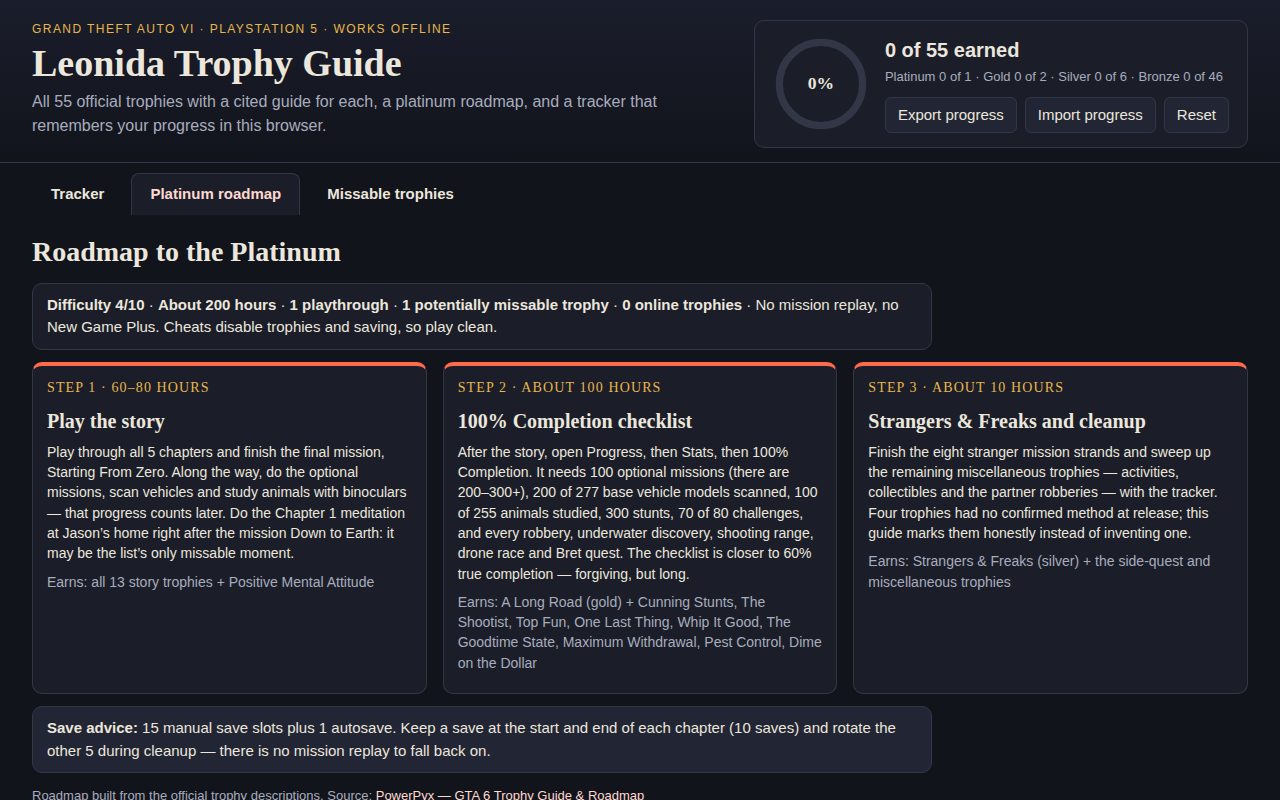 GRAND THEFT AUTO VI · PLAYSTATION 5 · WORKS OFFLINE
Leonida Trophy Guide
All 55 official trophies with a cited guide for each, a platinum roadmap, and a tracker that
remembers your progress in this browser.
0%
0 of 55 earned
Platinum 0 of 1 · Gold 0 of 2 · Silver 0 of 6 · Bronze 0 of 46
Export progress
Import progress
Reset
Tracker
Platinum roadmap
Missable trophies
Roadmap to the Platinum
Difficulty 4/10 · About 200 hours · 1 playthrough · 1 potentially missable trophy · 0 online trophies · No mission replay, no
New Game Plus. Cheats disable trophies and saving, so play clean.
STEP 1 · 60–80 HOURS
Play the story
Play through all 5 chapters and finish the final mission,
Starting From Zero. Along the way, do the optional
missions, scan vehicles and study animals with binoculars
— that progress counts later. Do the Chapter 1 meditation
at Jason's home right after the mission Down to Earth: it
may be the list's only missable moment.
Earns: all 13 story trophies + Positive Mental Attitude
STEP 2 · ABOUT 100 HOURS
100% Completion checklist
After the story, open Progress, then Stats, then 100%
Completion. It needs 100 optional missions (there are
200–300+), 200 of 277 base vehicle models scanned, 100
of 255 animals studied, 300 stunts, 70 of 80 challenges,
and every robbery, underwater discovery, shooting range,
drone race and Bret quest. The checklist is closer to 60%
true completion — forgiving, but long.
Earns: A Long Road (gold) + Cunning Stunts, The
Shootist, Top Fun, One Last Thing, Whip It Good, The
Goodtime State, Maximum Withdrawal, Pest Control, Dime
on the Dollar
STEP 3 · ABOUT 10 HOURS
Strangers & Freaks and cleanup
Finish the eight stranger mission strands and sweep up
the remaining miscellaneous trophies — activities,
collectibles and the partner robberies — with the tracker.
Four trophies had no confirmed method at release; this
guide marks them honestly instead of inventing one.
Earns: Strangers & Freaks (silver) + the side-quest and
miscellaneous trophies
Save advice: 15 manual save slots plus 1 autosave. Keep a save at the start and end of each chapter (10 saves) and rotate the
other 5 during cleanup — there is no mission replay to fall back on.
Roadmap built from the official trophy descriptions. Source: PowerPyx — GTA 6 Trophy Guide & Roadmap